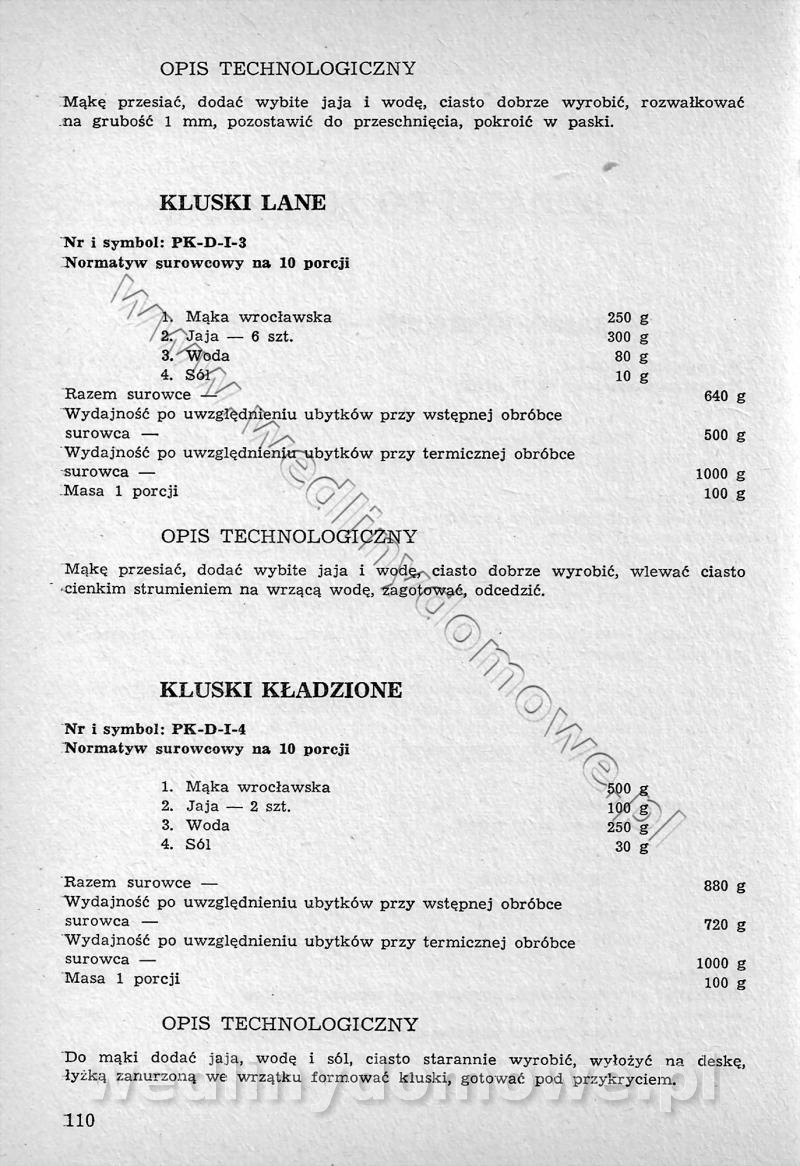 OPIS TECHNOLOGICZNY
Mąkę przesiać, dodać wybite jaja i wodę, ciasto dobrze wyrobić, rozwałkować
na grubość 1 mm, pozostawić do przeschnięcia, pokroić w paski.
KLUSKI LANE
Nr i symbol: PK-D-I-3
Normatyw surowcowy na 10 porcji
1. Mąka wrocławska 250 g
2. Jaja — 6 szt. 300 g
3. Woda 80 g
4. Sól 10 g
Razem surowce — 640 g
Wydajność po uwzględnieniu ubytków przy wstępnej obróbce
surowca — 500 g
Wydajność po uwzględnieniu ubytków przy termicznej obróbce
surowca — 1000 g
Masa 1 porcji 100 g
OPIS TECHNOLOGICZNY
Mąkę przesiać, dodać wybite jaja i wodę, ciasto dobrze wyrobić, wlewać ciasto
cienkim strumieniem na wrzącą wodę, zagotować, odcedzić.
KLUSKI KŁADZIONE
Nr i symbol: PK-D-I-4
Normatyw surowcowy na 10 porcji
1. Mąka wrocławska 500 g
2. Jaja — 2 szt. 100 g
3. Woda 250 g
4. Sól 30 g
Razem surowce — 880 g
Wydajność po uwzględnieniu ubytków przy wstępnej obróbce
surowca — 720 g
Wydajność po uwzględnieniu ubytków przy termicznej obróbce
surowca — 1000 g
Masa 1 porcji 100 g
OPIS TECHNOLOGICZNY
Do mąki dodać jaja, wodę i sól, ciasto starannie wyrobić, wyłożyć na deskę,
łyżką zanurzoną we wrzątku formować kluski, gotować pod przykryciem.
110
www.wedlinydomowe.pl
wedlinydomowe.pl